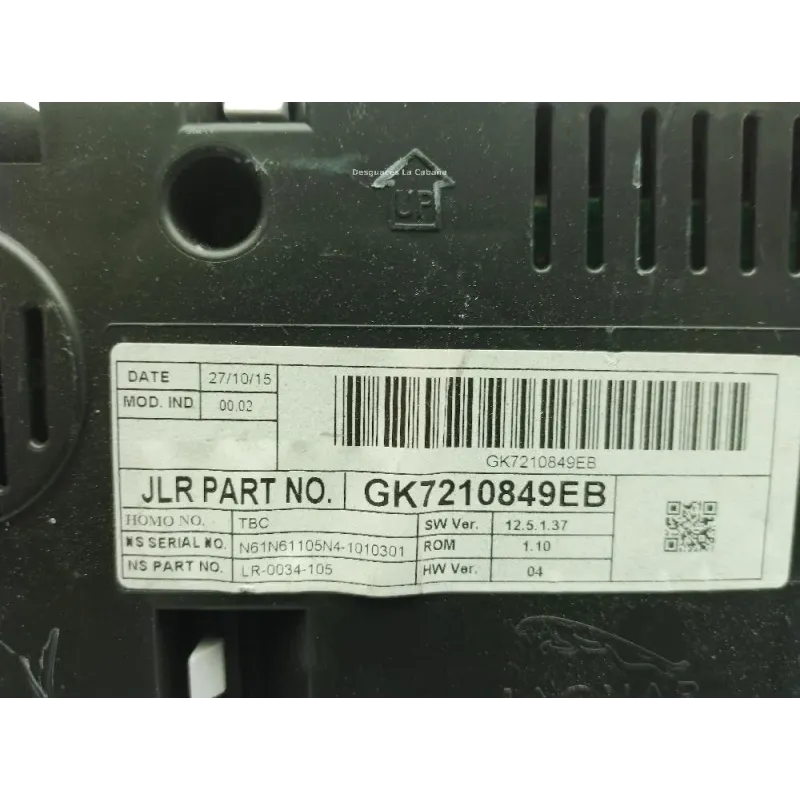 Desguaces La Cabana
UP
DATE 27/10/15
MOD. IND 00.02
GK7210849EB
JLR PART NO. GK7210849EB
HOMO NO. TBC SW Ver. 12.5.1.37
NS SERIAL NO. N61N61105N4-1010301 ROM 1.10
NS PART NO. LR-0034-105 HW Ver. 04
JAGUAR